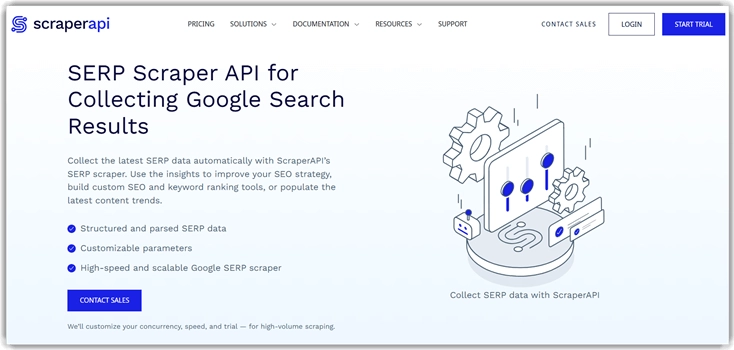 scraperapi
PRICING
SOLUTIONS
DOCUMENTATION
RESOURCES
SUPPORT
CONTACT SALES
LOGIN
START TRIAL
SERP Scraper API for
Collecting Google Search
Results
Collect the latest SERP data automatically with ScraperAPI's
SERP scraper. Use the insights to improve your SEO strategy,
build custom SEO and keyword ranking tools, or populate the
latest content trends.
Structured and parsed SERP data
Customizable parameters
High-speed and scalable Google SERP scraper
CONTACT SALES
We'll customize your concurrency, speed, and trial — for high-volume scraping.
Collect SERP data with ScraperAPI